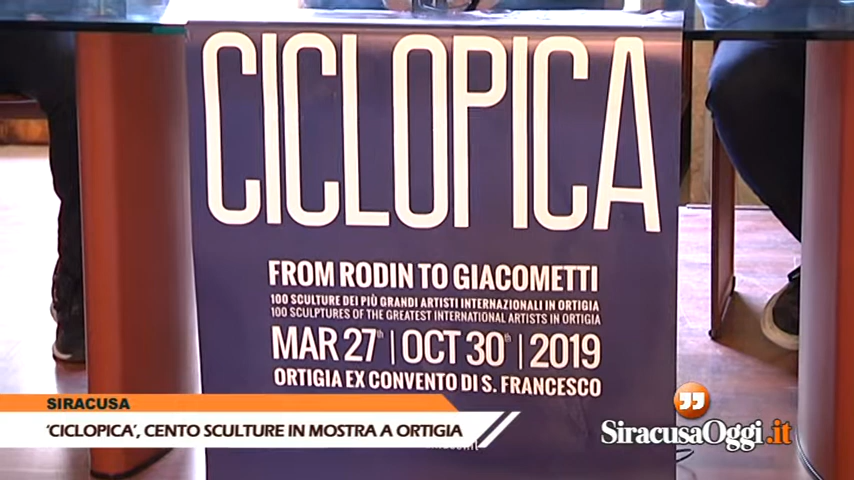 CICLOPICA
FROM RODIN TO GIACOMETTI
100 SCULTURE DEI PIÙ GRANDI ARTISTI INTERNAZIONALI IN ORTIGIA
100 SCULPTURES OF THE GREATEST INTERNATIONAL ARTISTS IN ORTIGIA
MAR 27th | OCT 30th | 2019
ORTIGIA EX CONVENTO DI S. FRANCESCO
SIRACUSA
'CICLOPICA', CENTO SCULTURE IN MOSTRA A ORTIGIA
SiracusaOggi.it